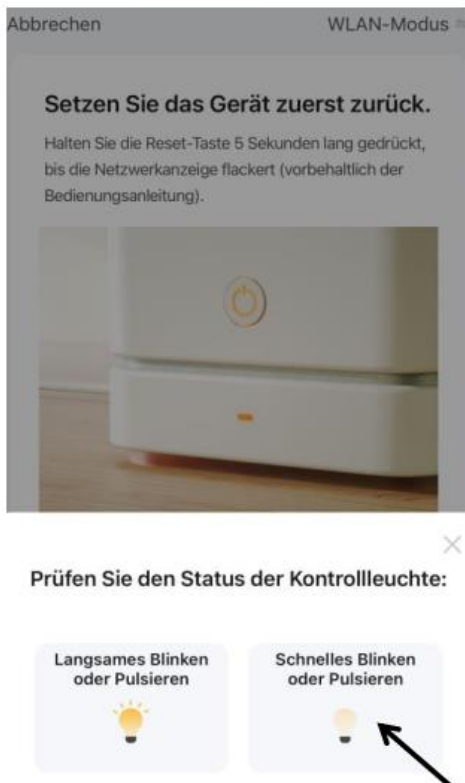 Abbrechen
WLAN-Modus
Setzen Sie das Gerät zuerst zurück.
Halten Sie die Reset-Taste 5 Sekunden lang gedrückt,
bis die Netzwerkanzeige flackert (vorbehaltlich der
Bedienungsanleitung).
Prüfen Sie den Status der Kontrollleuchte:
Langsames Blinken
oder Pulsieren
Schnelles Blinken
oder Pulsieren